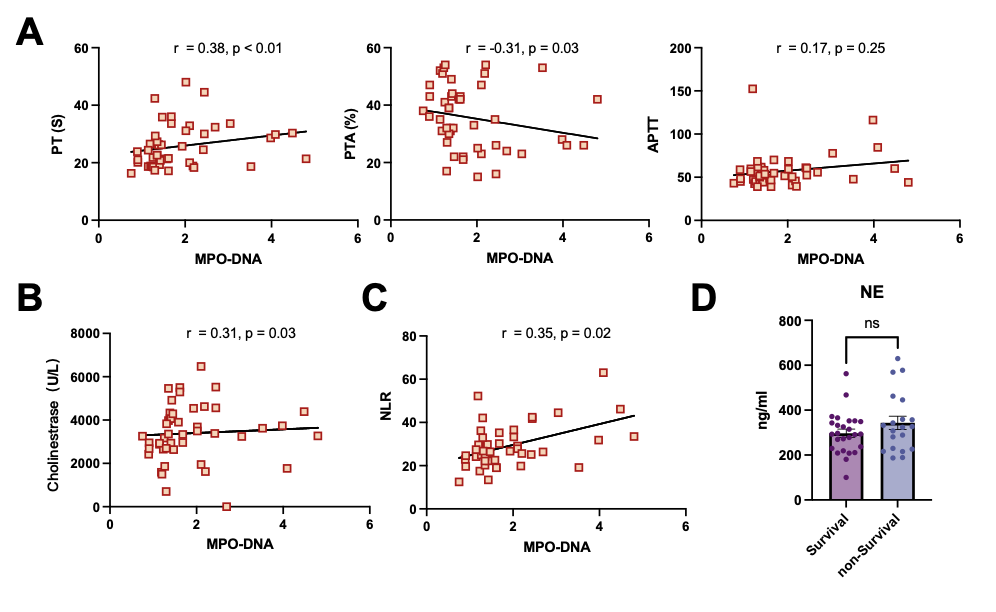 A
r = 0.38, p < 0.01
60
40
20
0
PT (S)
0 2 4 6
MPO-DNA
r = -0.31, p = 0.03
60
40
20
0
PTA (%)
0 2 4 6
MPO-DNA
r = 0.17, p = 0.25
200
150
100
50
0
APTT
0 2 4 6
MPO-DNA
B
r = 0.31, p = 0.03
8000
6000
4000
2000
0
Cholinestrase (U/L)
0 2 4 6
MPO-DNA
C
r = 0.35, p = 0.02
80
60
40
20
0
NLR
0 2 4 6
MPO-DNA
D
NE
ns
800
600
400
200
0
ng/ml
Survival
non-Survival